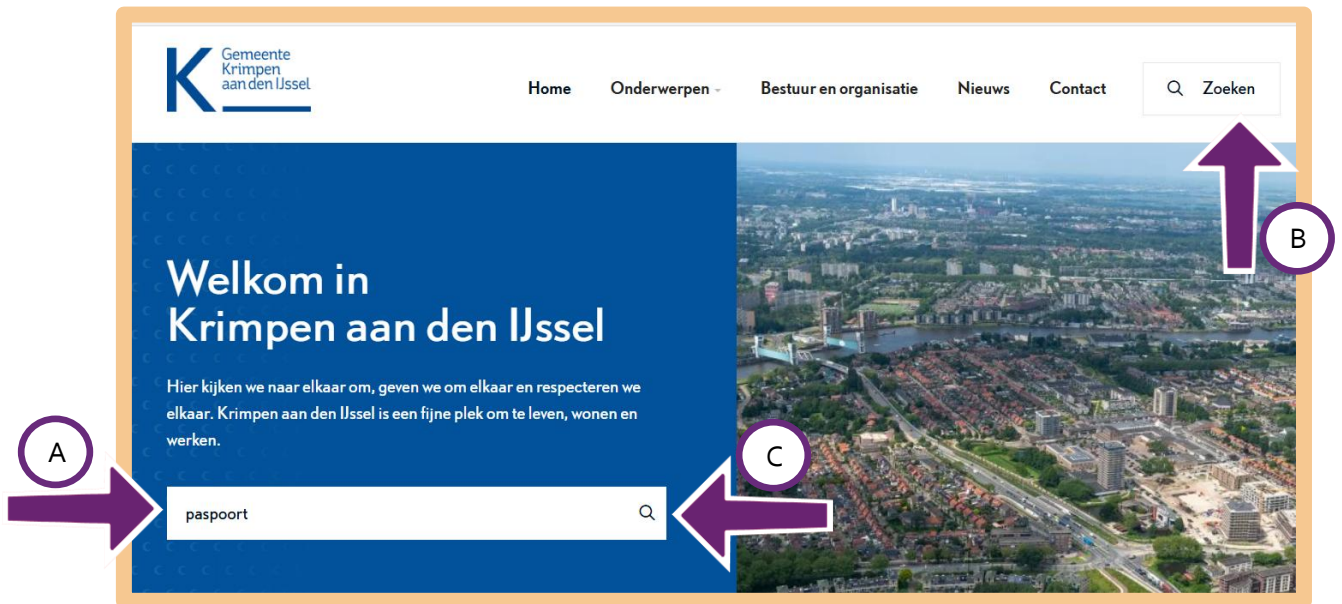 Gemeente
Krimpen
aan den IJssel
Home Onderwerpen Bestuur en organisatie Nieuws Contact Zoeken
B
Welkom in
Krimpen aan den IJssel
Hier kijken we naar elkaar om, geven we om elkaar en respecteren we
elkaar. Krimpen aan den IJssel is een fijne plek om te leven, wonen en
werken.
A
C
paspoort